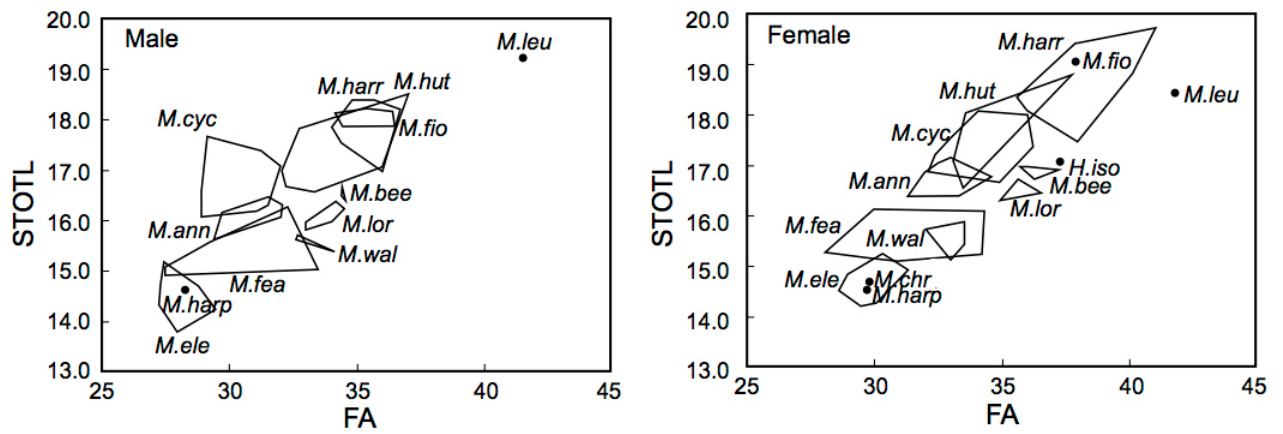 Male
20.0
19.0
18.0
17.0
16.0
15.0
14.0
13.0
STOTL
M.leu
M.harr
M.hut
M.cyc
M.fio
M.bee
M.ann
M.lor
M.wal
M.fea
M.harp
M.ele
25 30 35 40 45
FA
Female
20.0
19.0
18.0
17.0
16.0
15.0
14.0
13.0
STOTL
M.harr
M.fio
M.hut
M.leu
M.cyc
H.iso
M.ann
M.bee
M.lor
M.fea
M.wal
M.ele
M.chr
M.harp
25 30 35 40 45
FA